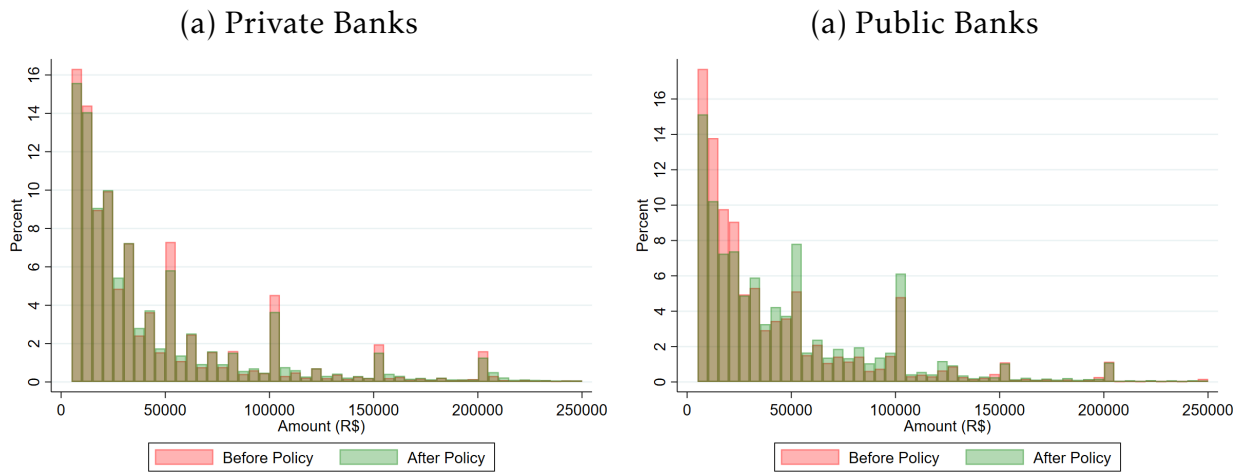 (a) Private Banks
Percent
16
14
12
10
8
6
4
2
0
0 50000 100000 150000 200000 250000
Amount (R$)
Before Policy After Policy
(a) Public Banks
Percent
16
14
12
10
8
6
4
2
0
0 50000 100000 150000 200000 250000
Amount (R$)
Before Policy After Policy